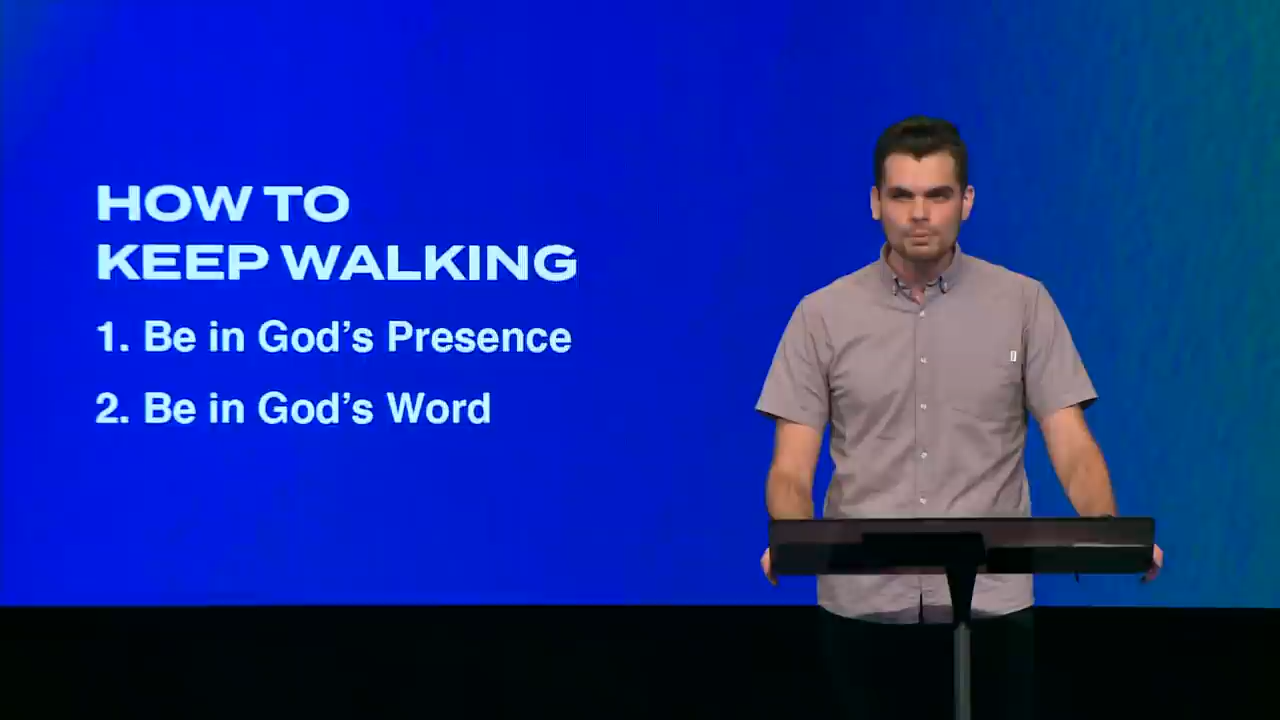 HOW TO
KEEP WALKING
1. Be in God's Presence
2. Be in God's Word